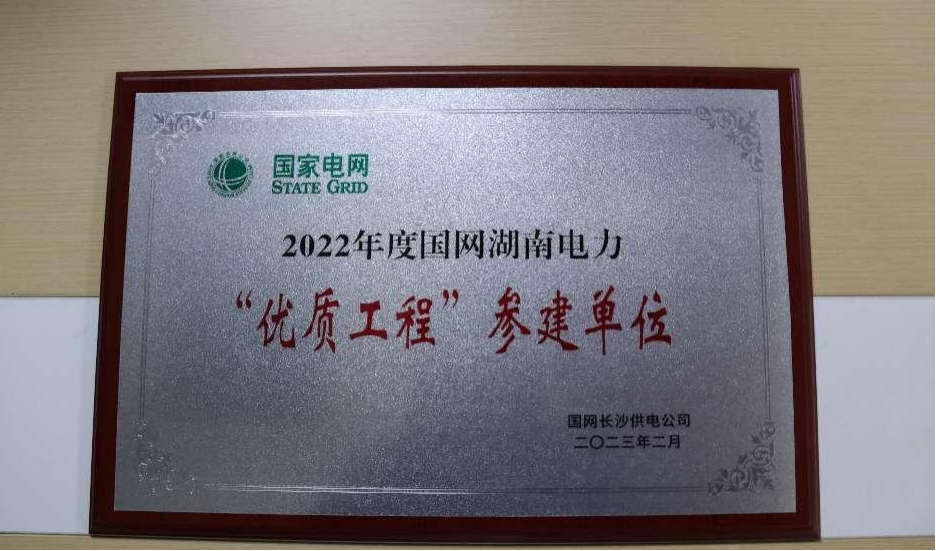 国家电网
STATE GRID
2022年度国网湖南电力
“优质工程”参建单位
国网长沙供电公司
二〇二三年二月